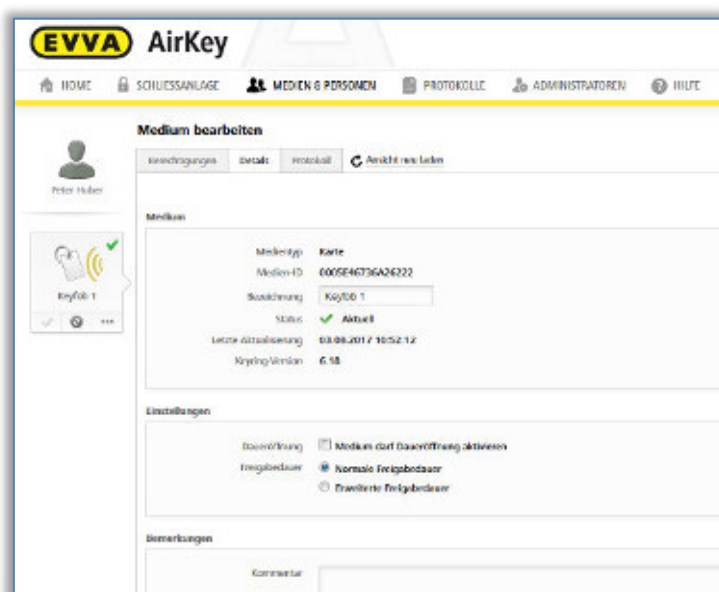 EVVA AirKey
HOME SCHLIESSANLAGE MEDIEN & PERSONEN PROTOKOLLE ADMINISTRATOREN HILFE
Medium bearbeiten
Berechtigungen Details Protokoll Ansicht neu laden
Peter Huber
Medium
Medientyp Karte
Medien-ID 0005E46736A26222
Bezeichnung Keyfob 1
Status Aktuell
Letzte Aktualisierung 03.08.2017 10:52:12
Keyring-Version 6.18
Keyfob 1
Einstellungen
Daueröffnung Medium darf Daueröffnung aktivieren
Freigabedauer Normale Freigabedauer
Erweiterte Freigabedauer
Bemerkungen
Kommentar